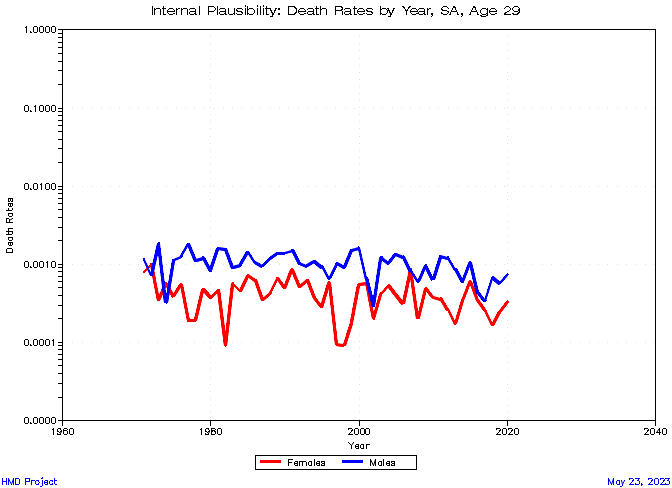 Internal Plausibility: Death Rates by Year, SA, Age 29
1.0000
0.1000
0.0100
0.0010
0.0001
0.0000
Death Rates
1960
1980
2000
2020
2040
Year
Females
Males
HMD Project
May 23, 2023